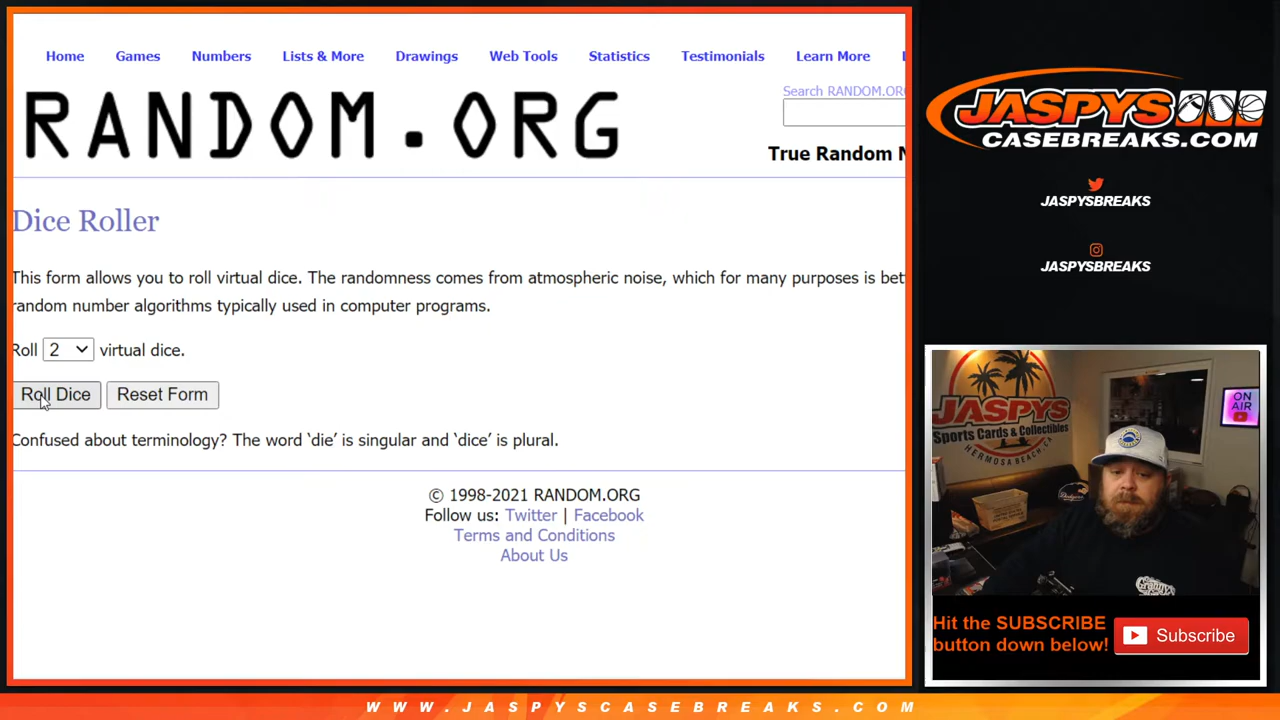 Home Games Numbers Lists & More Drawings Web Tools Statistics Testimonials Learn More
RANDOM.ORG
Search RANDOM.ORG
True Random N
Dice Roller
This form allows you to roll virtual dice. The randomness comes from atmospheric noise, which for many purposes is bet
random number algorithms typically used in computer programs.
Roll 2 virtual dice.
Roll Dice Reset Form
Confused about terminology? The word ‘die’ is singular and ‘dice’ is plural.
© 1998-2021 RANDOM.ORG
Follow us: Twitter | Facebook
Terms and Conditions
About Us
JASPYS
CASEBREAKS.COM
JASPYSBREAKS
JASPYSBREAKS
JASPYS
Sports Cards & Collectibles
HERMOSA BEACH, CA
ON
AIR
Dodgers
Hit the SUBSCRIBE
button down below!
Subscribe
WWW.JASPYSCASEBREAKS.COM